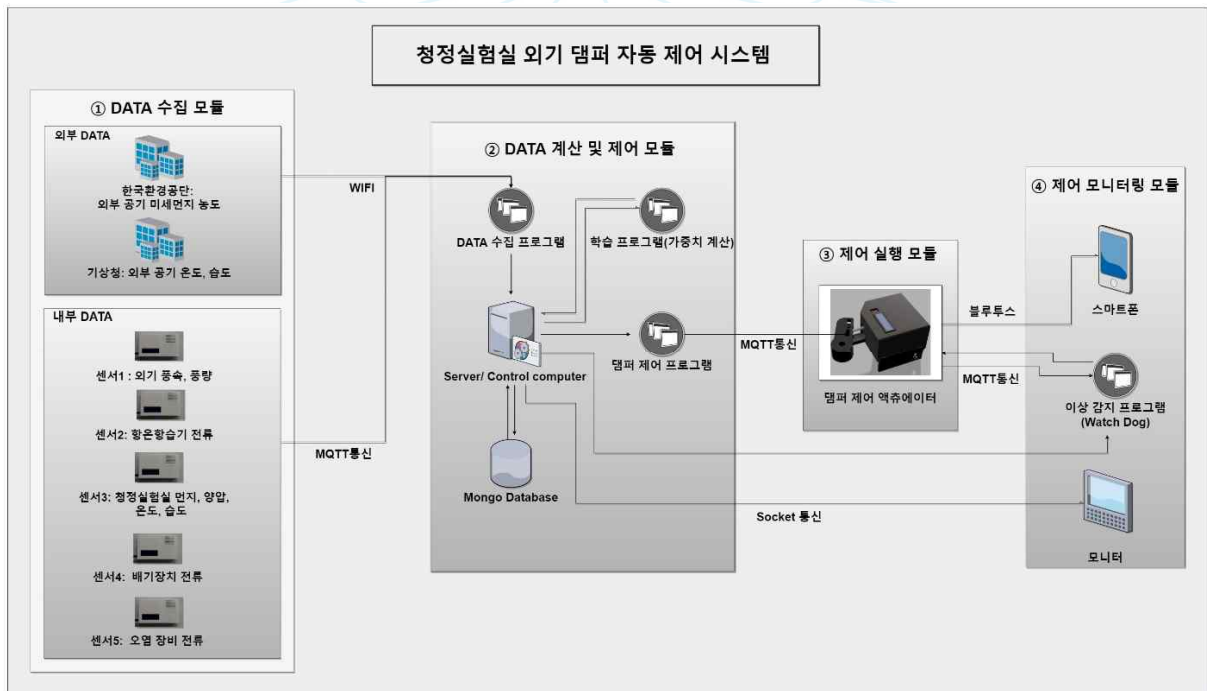 청정실험실 외기 댐퍼 자동 제어 시스템
① DATA 수집 모듈
외부 DATA
한국환경공단:
외부 공기 미세먼지 농도
기상청: 외부 공기 온도, 습도
내부 DATA
센서1 : 외기 풍속, 풍량
센서2: 항온항습기 전류
센서3: 청정실험실 먼지, 양압,
온도, 습도
센서4: 배기장치 전류
센서5: 오염 장비 전류
WIFI
MQTT통신
② DATA 계산 및 제어 모듈
DATA 수집 프로그램
학습 프로그램(가중치 계산)
Server/ Control computer
댐퍼 제어 프로그램
Mongo Database
MQTT통신
Socket 통신
③ 제어 실행 모듈
댐퍼 제어 액츄에이터
블루투스
MQTT통신
④ 제어 모니터링 모듈
스마트폰
이상 감지 프로그램
(Watch Dog)
모니터